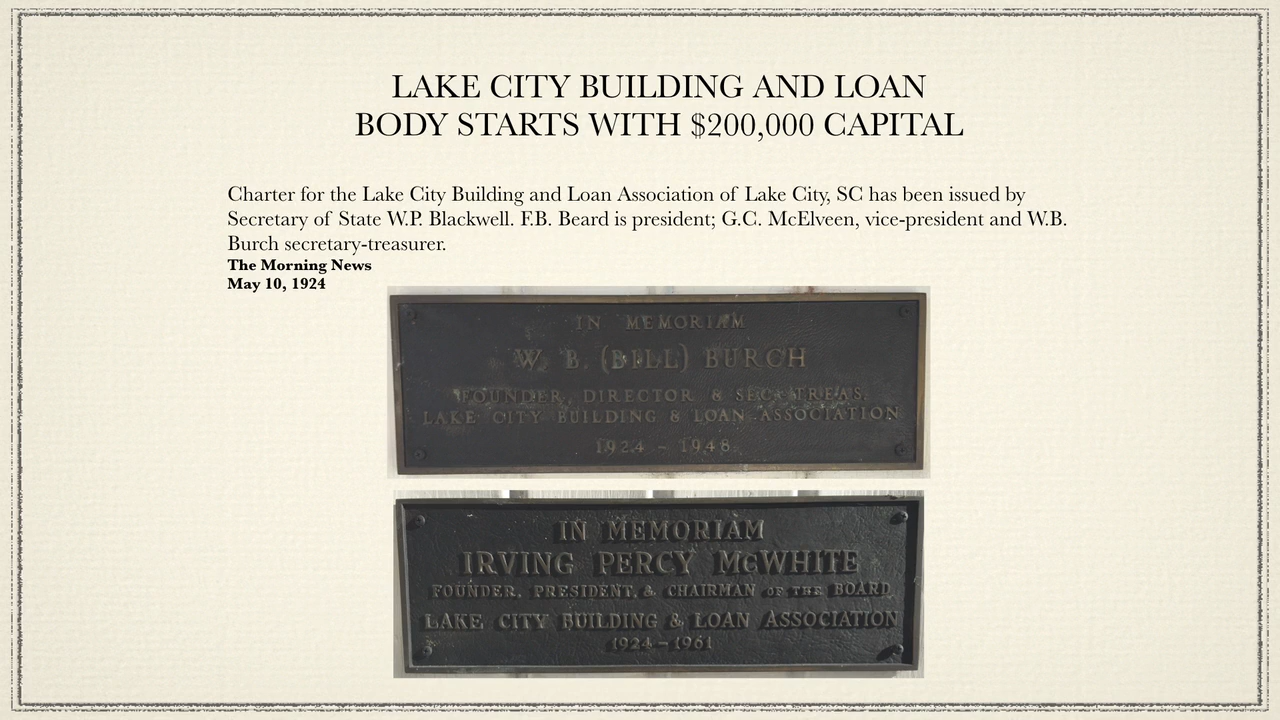 LAKE CITY BUILDING AND LOAN
BODY STARTS WITH $200,000 CAPITAL
Charter for the Lake City Building and Loan Association of Lake City, SC has been issued by
Secretary of State W.P. Blackwell. F.B. Beard is president; G.C. McElveen, vice-president and W.B.
Burch secretary-treasurer.
The Morning News
May 10, 1924
IN MEMORIAM
W. B. (BILL) BURCH
FOUNDER, DIRECTOR & SEC.-TREAS.
LAKE CITY BUILDING & LOAN ASSOCIATION
1924 - 1948
IN MEMORIAM
IRVING PERCY McWHITE
FOUNDER, PRESIDENT, & CHAIRMAN OF THE BOARD
LAKE CITY BUILDING & LOAN ASSOCIATION
1924-1961